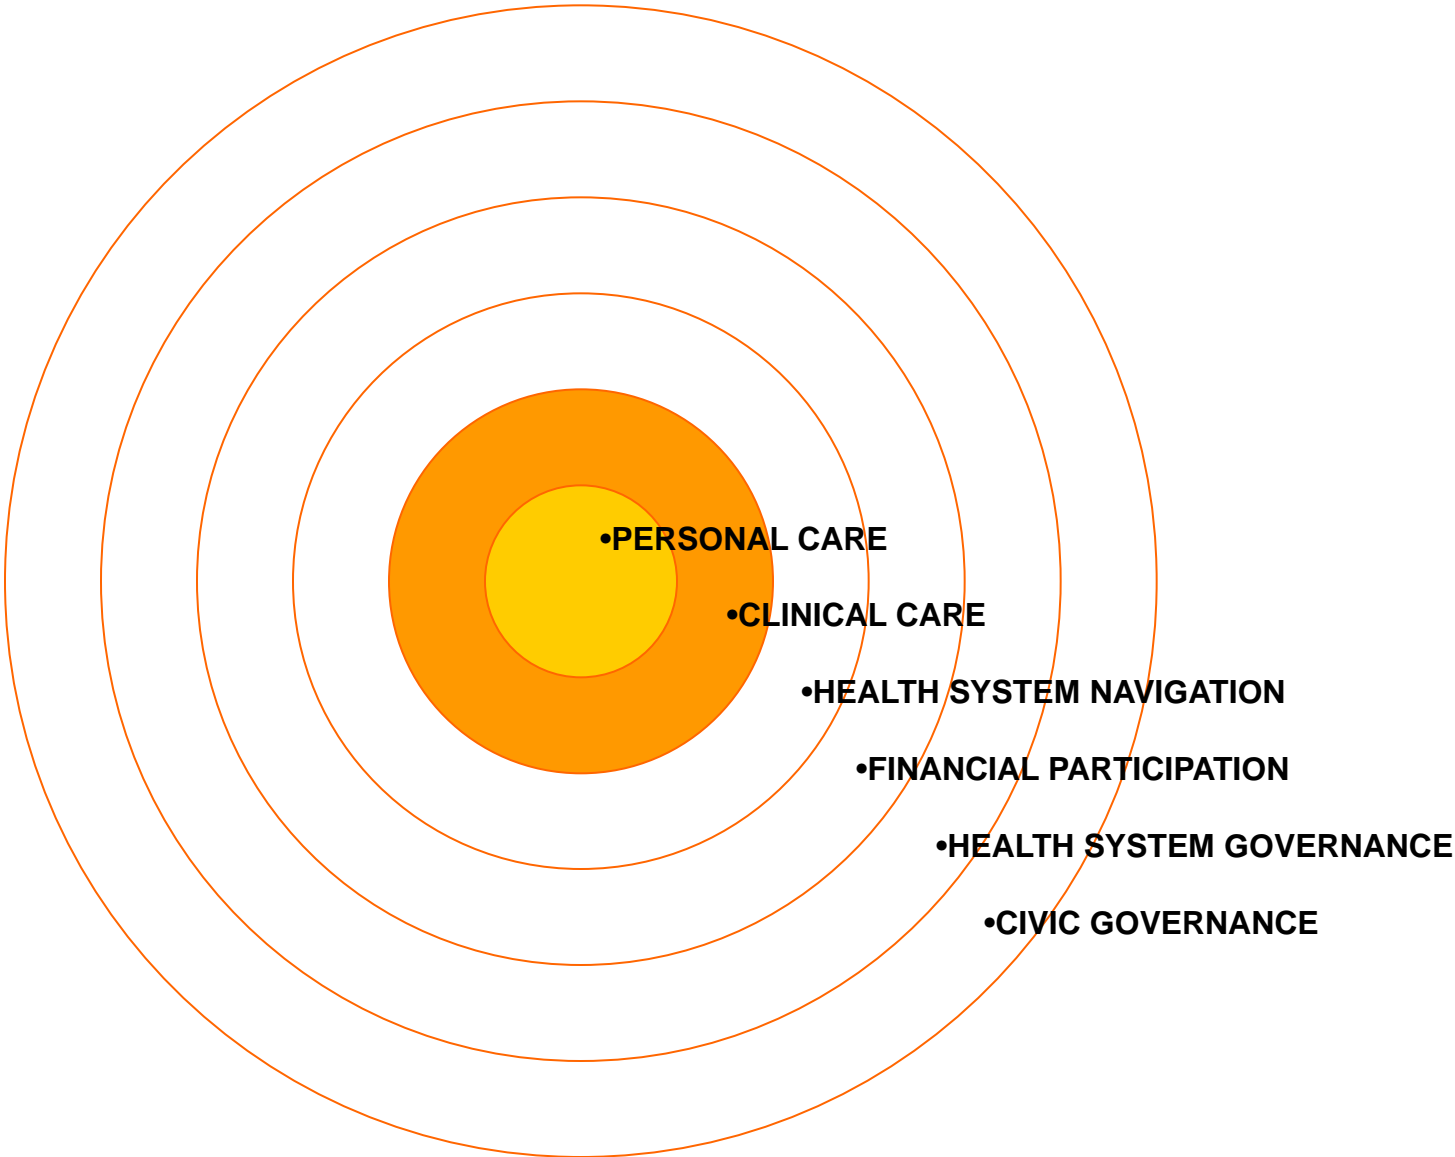 •PERSONAL CARE
•CLINICAL CARE
•HEALTH SYSTEM NAVIGATION
•FINANCIAL PARTICIPATION
•HEALTH SYSTEM GOVERNANCE
•CIVIC GOVERNANCE